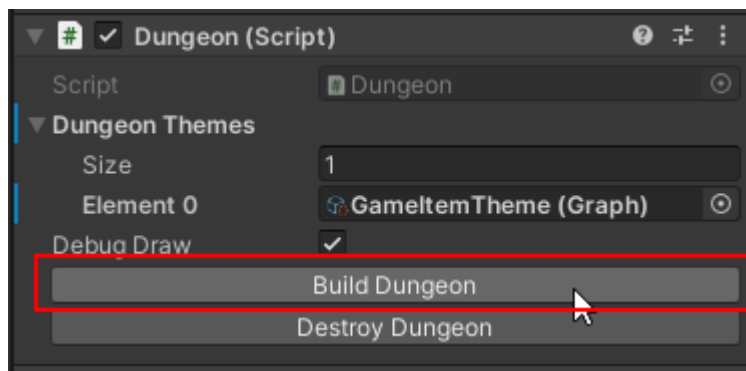 Dungeon (Script)
Script Dungeon
Dungeon Themes
Size 1
Element 0 GameItemTheme (Graph)
Debug Draw
Build Dungeon
Destroy Dungeon